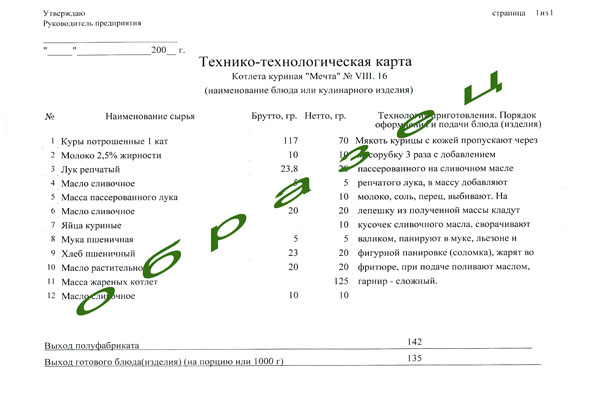 Утверждаю страница 1 из 1
Руководитель предприятия
"_____"__________200__ г.
Технико-технологическая карта
Котлета куриная "Мечта" № VIII. 16
(наименование блюда или кулинарного изделия)
№ Наименование сырья Брутто, гр. Нетто, гр. Технология приготовления. Порядок
оформления и подачи блюда (изделия)
1 Куры потрошенные 1 кат 117 70 Мякоть курицы с кожей пропускают через
2 Молоко 2,5% жирности 10 10 мясорубку 3 раза с добавлением
3 Лук репчатый 23,8 20 пассерованного на сливочном масле
4 Масло сливочное 5 5 репчатого лука, в массу добавляют
5 Масса пассерованного лука 10 молоко, соль, перец, выбивают. На
6 Масло сливочное 20 20 лепешку из полученной массы кладут
7 Яйца куриные 10 кусочек сливочного масла, сворачивают
8 Мука пшеничная 5 5 валиком, панируют в муке, льезоне и
9 Хлеб пшеничный 23 20 фигурной панировке (соломка), жарят во
10 Масло растительное 20 20 фритюре, при подаче поливают маслом,
11 Масса жареных котлет 125 гарнир - сложный.
12 Масло сливочное 10 10
образец
Выход полуфабриката 142
Выход готового блюда(изделия) (на порцию или 1000 г) 135